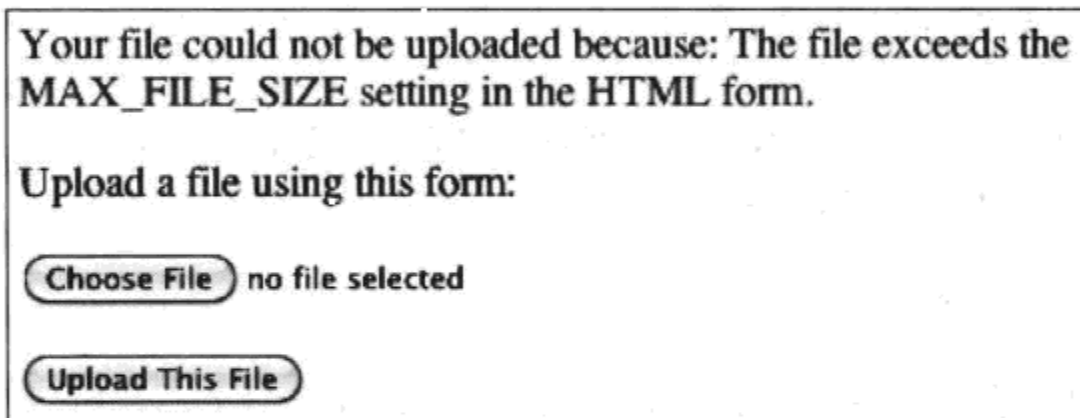 Your file could not be uploaded because: The file exceeds the
MAX_FILE_SIZE setting in the HTML form.
Upload a file using this form:
Choose File no file selected
Upload This File